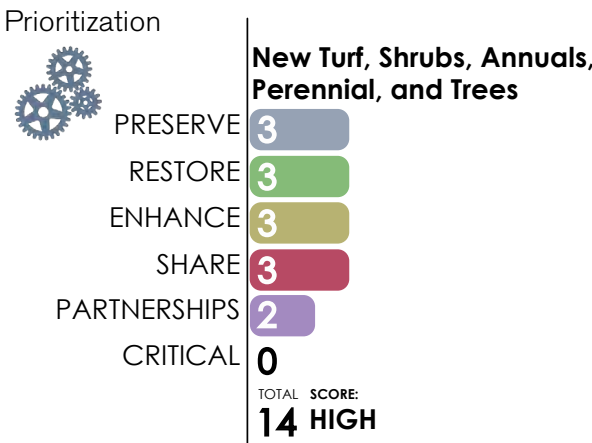 Prioritization
New Turf, Shrubs, Annuals,
Perennial, and Trees
PRESERVE 3
RESTORE 3
ENHANCE 3
SHARE 3
PARTNERSHIPS 2
CRITICAL 0
TOTAL SCORE:
14 HIGH